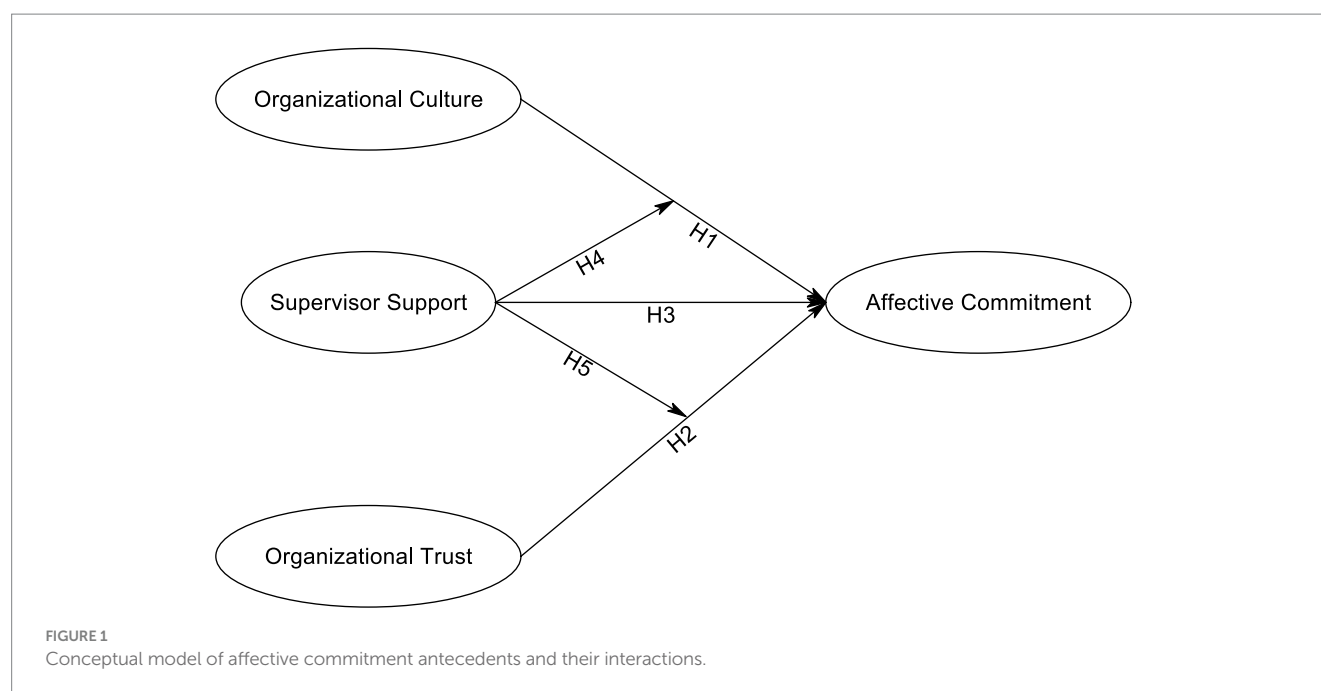 Organizational Culture
H1
H4
Supervisor Support
Affective Commitment
H3
H5
H2
Organizational Trust
FIGURE 1
Conceptual model of affective commitment antecedents and their interactions.